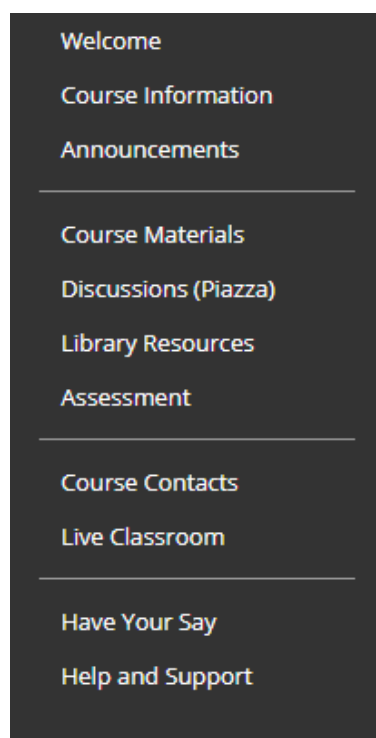 Welcome
Course Information
Announcements
Course Materials
Discussions (Piazza)
Library Resources
Assessment
Course Contacts
Live Classroom
Have Your Say
Help and Support